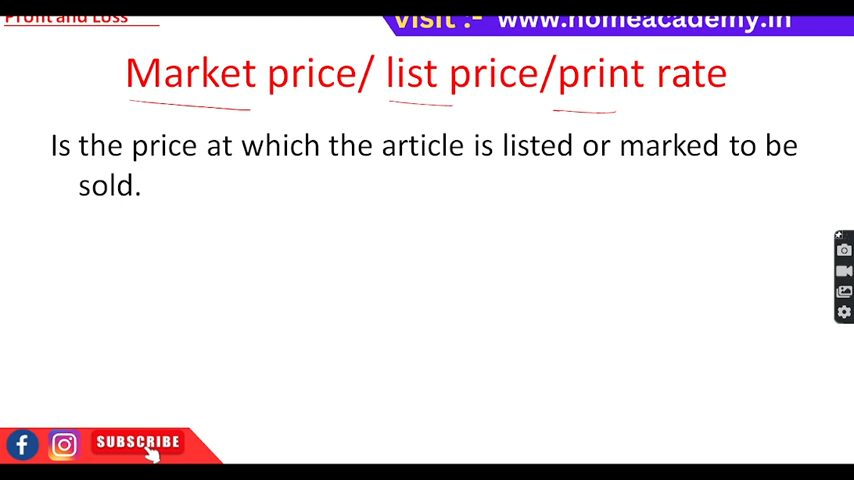 Profit and Loss
visit :- www.homeacademy.in
Market price/ list price/print rate
Is the price at which the article is listed or marked to be
sold.
SUBSCRIBE